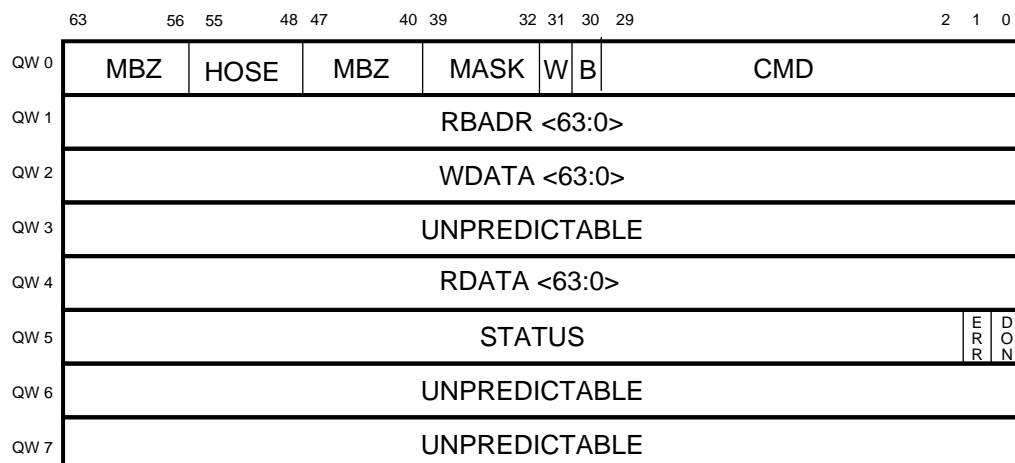 63 56 55 48 47 40 39 32 31 30 29 2 1 0
QW 0 MBZ HOSE MBZ MASK W B CMD
QW 1 RBADR <63:0>
QW 2 WDATA <63:0>
QW 3 UNPREDICTABLE
QW 4 RDATA <63:0>
QW 5 STATUS ERR DON
QW 6 UNPREDICTABLE
QW 7 UNPREDICTABLE